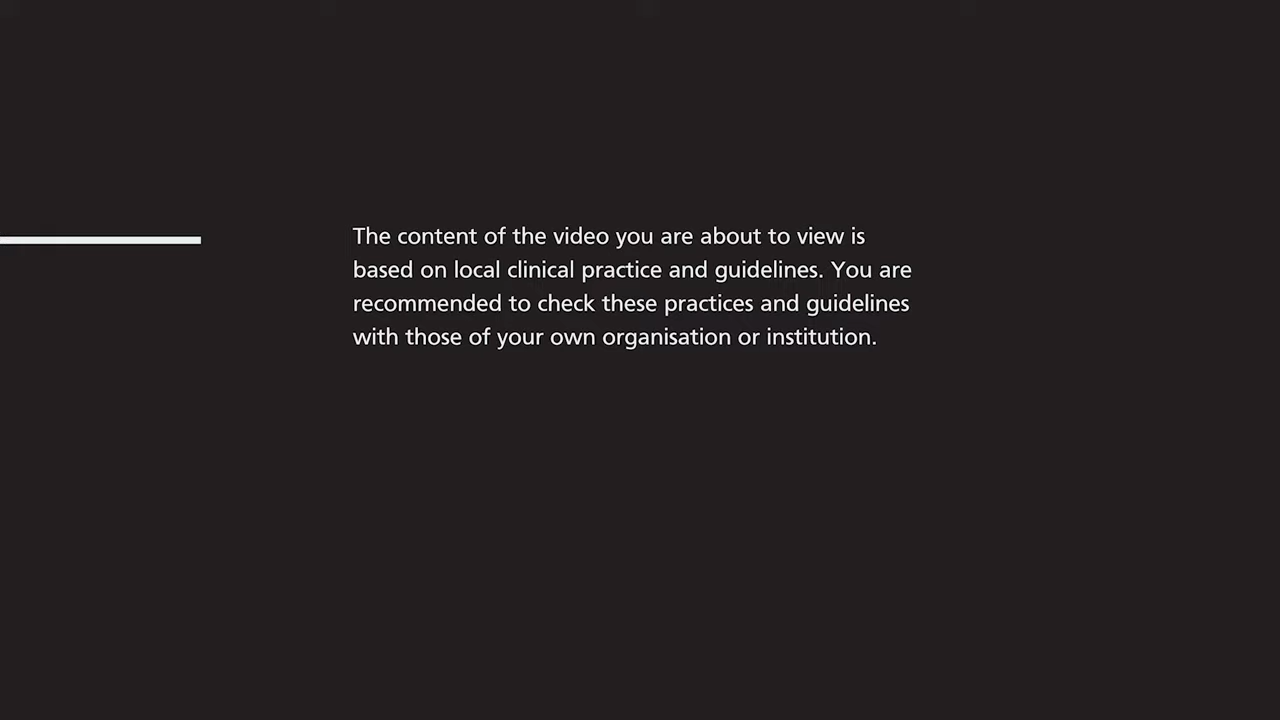 The content of the video you are about to view is
based on local clinical practice and guidelines. You are
recommended to check these practices and guidelines
with those of your own organisation or institution.